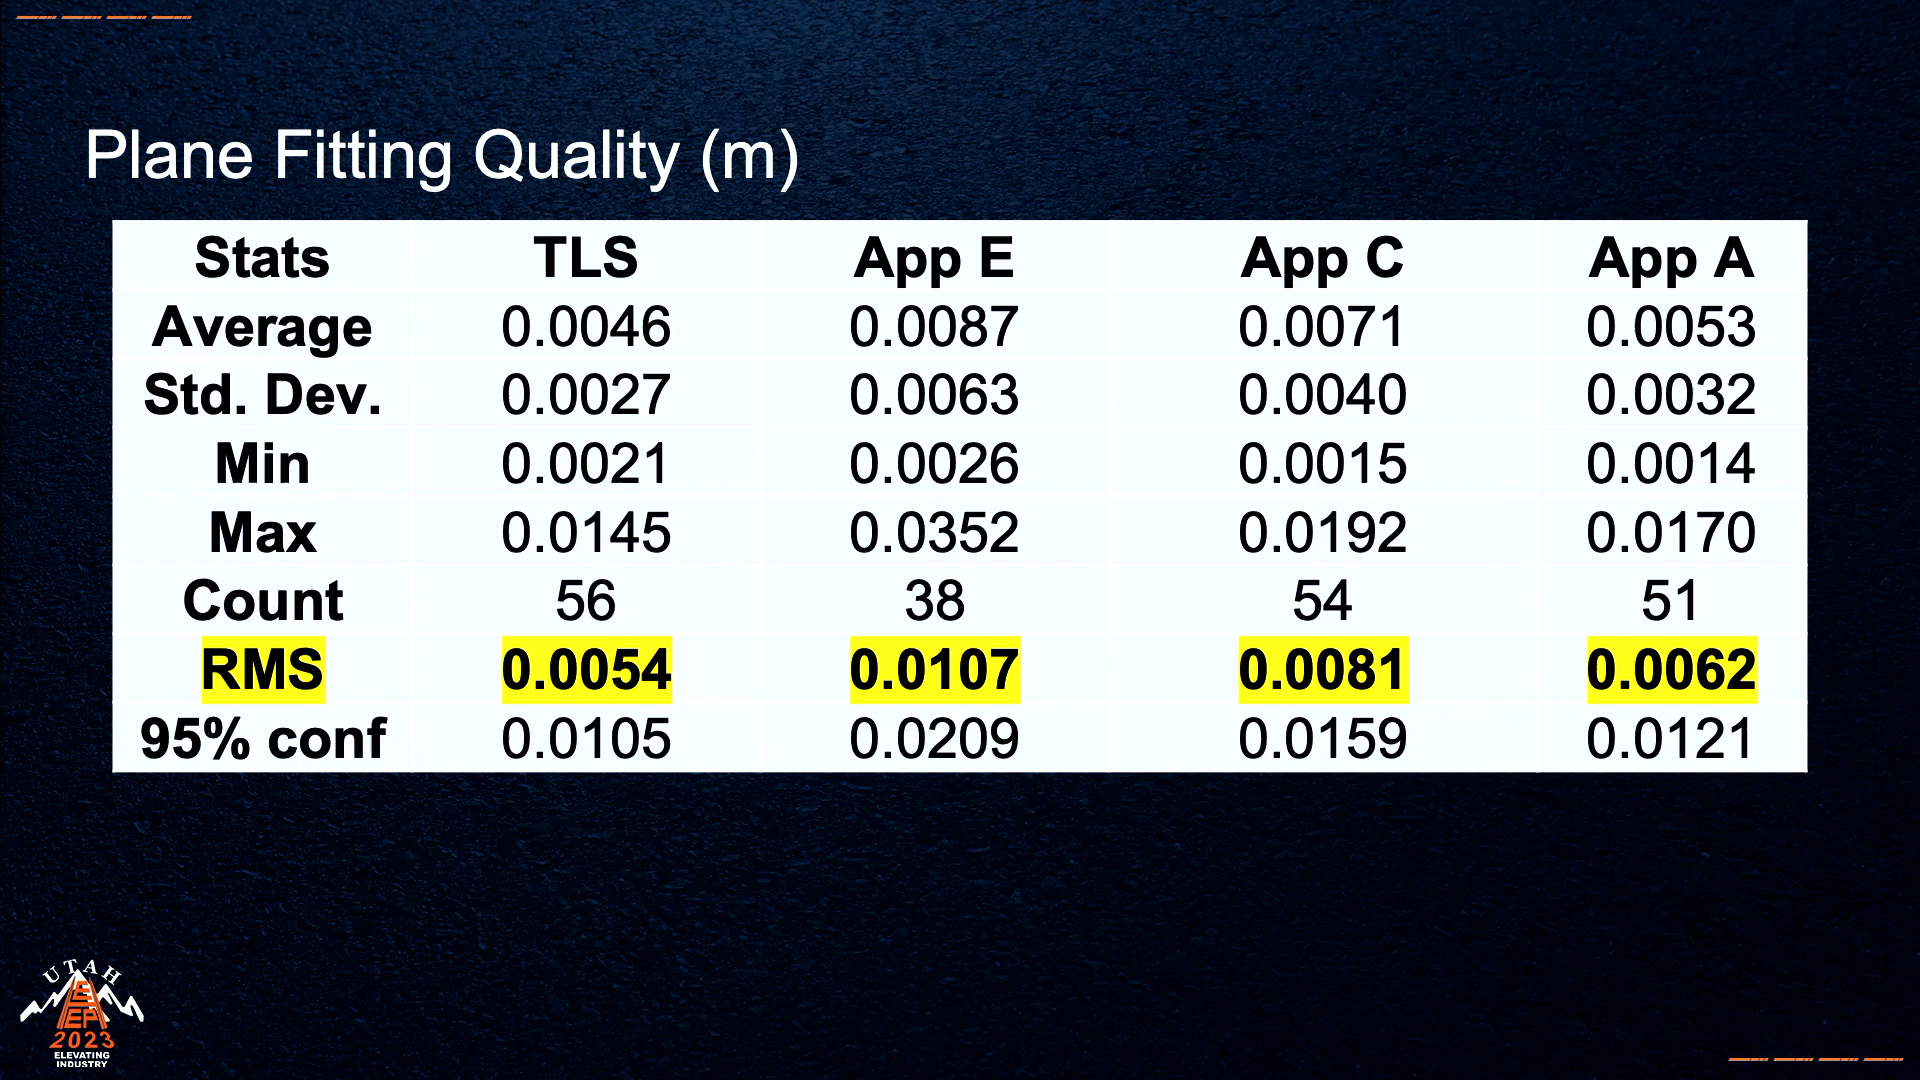 Plane Fitting Quality (m)
Stats TLS App E App C App A
Average 0.0046 0.0087 0.0071 0.0053
Std. Dev. 0.0027 0.0063 0.0040 0.0032
Min 0.0021 0.0026 0.0015 0.0014
Max 0.0145 0.0352 0.0192 0.0170
Count 56 38 54 51
RMS 0.0054 0.0107 0.0081 0.0062
95% conf 0.0105 0.0209 0.0159 0.0121
UTAH
2023
ELEVATING
INDUSTRY